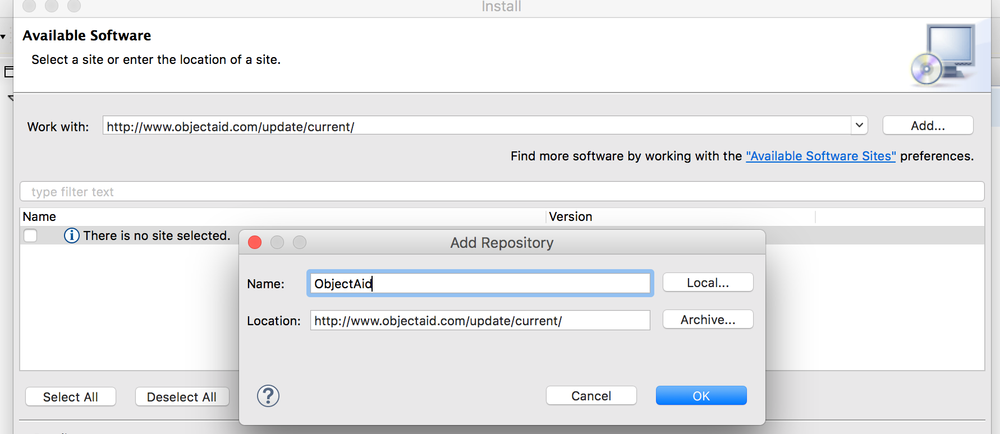 Install
Available Software
Select a site or enter the location of a site.
Work with: http://www.objectaid.com/update/current/ Add...
Find more software by working with the "Available Software Sites" preferences.
type filter text
Name Version
There is no site selected.
Add Repository
Name: ObjectAid Local...
Location: http://www.objectaid.com/update/current/ Archive...
Select All Deselect All ? Cancel OK